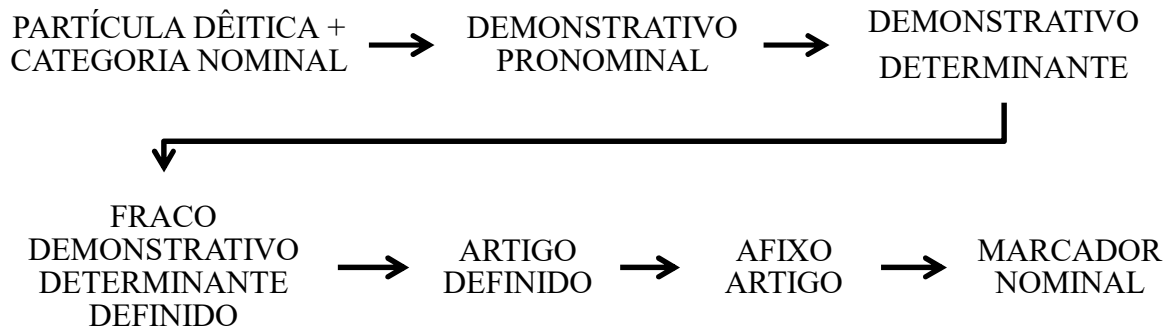 PARTÍCULA DÊITICA +
CATEGORIA NOMINAL
DEMONSTRATIVO
PRONOMINAL
DEMONSTRATIVO
DETERMINANTE
FRACO
DEMONSTRATIVO
DETERMINANTE
DEFINIDO
ARTIGO
DEFINIDO
AFIXO
ARTIGO
MARCADOR
NOMINAL